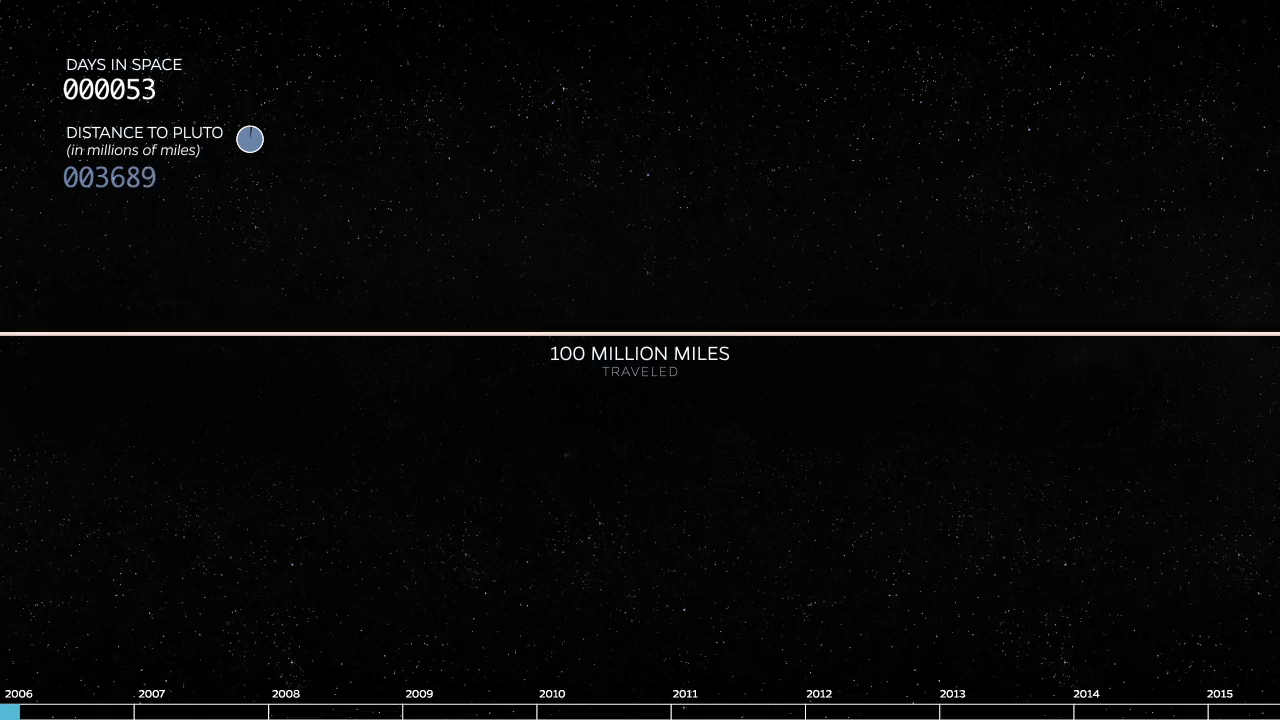 DAYS IN SPACE
000053
DISTANCE TO PLUTO
(in millions of miles)
003689
100 MILLION MILES
TRAVELED
2006 2007 2008 2009 2010 2011 2012 2013 2014 2015